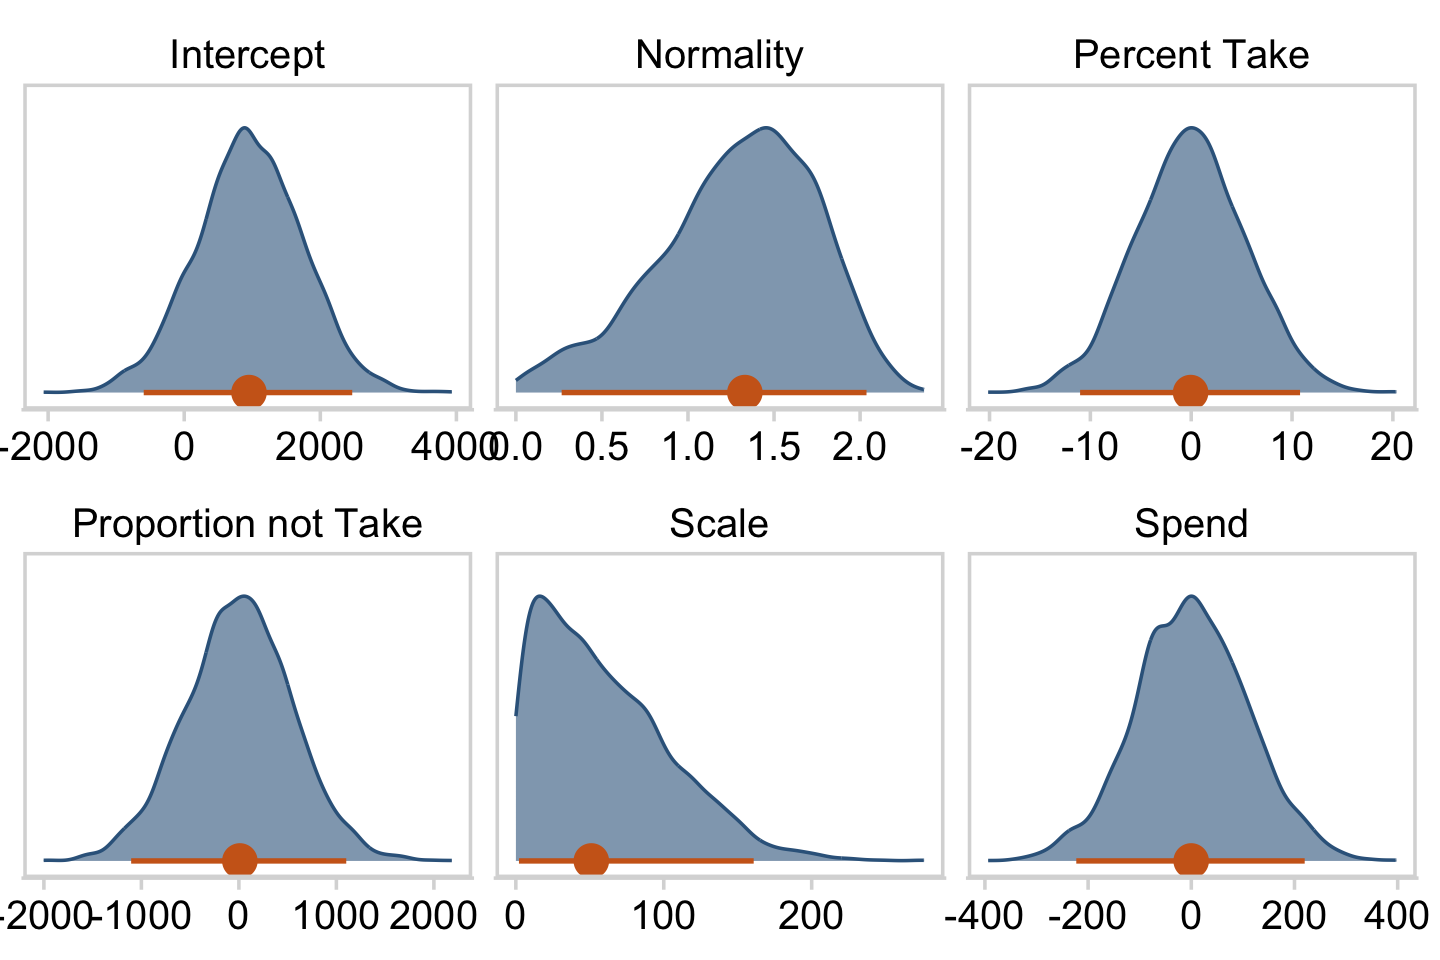 Intercept Normality Percent Take
-2000 0 2000 4000 0.0 0.5 1.0 1.5 2.0 -20 -10 0 10 20
Proportion not Take Scale Spend
-2000 -1000 0 1000 2000 0 100 200 -400 -200 0 200 400